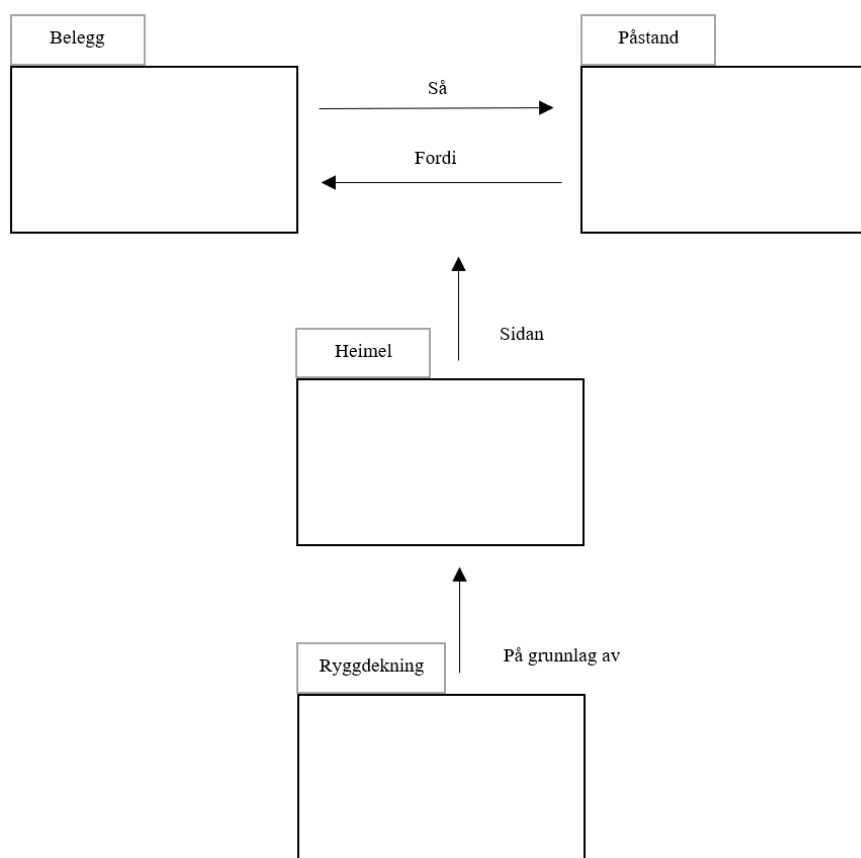 Belegg
Påstand
Så
Fordi
Sidan
Heimel
På grunnlag av
Ryggdekning